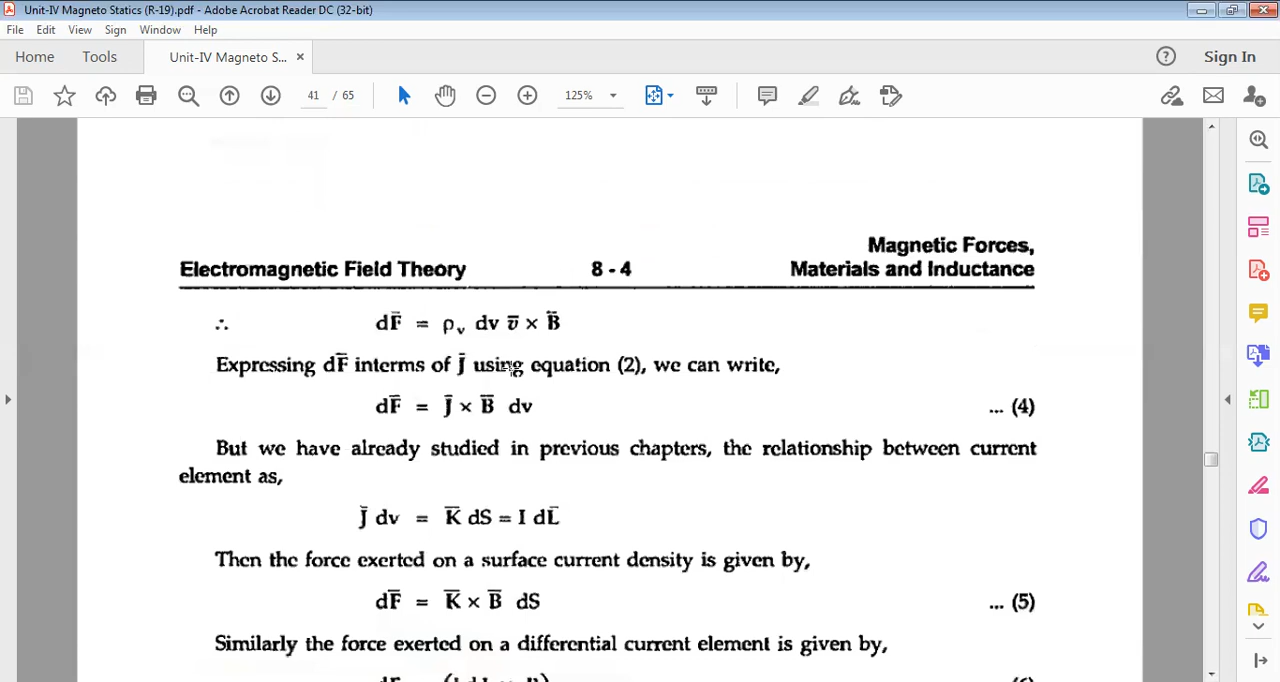 Unit-IV Magneto Statics (R-19).pdf - Adobe Acrobat Reader DC (32-bit)
File Edit View Sign Window Help
Home Tools Unit-IV Magneto S... × Sign In
41 / 65 125%
Magnetic Forces,
Electromagnetic Field Theory 8 - 4 Materials and Inductance
∴ dF̄ = ρᵥ dv v̄ × B̄
Expressing dF̄ interms of J̄ using equation (2), we can write,
dF̄ = J̄ × B̄ dv ... (4)
But we have already studied in previous chapters, the relationship between current
element as,
J̄ dv = K̄ dS = I dL̄
Then the force exerted on a surface current density is given by,
dF̄ = K̄ × B̄ dS ... (5)
Similarly the force exerted on a differential current element is given by,